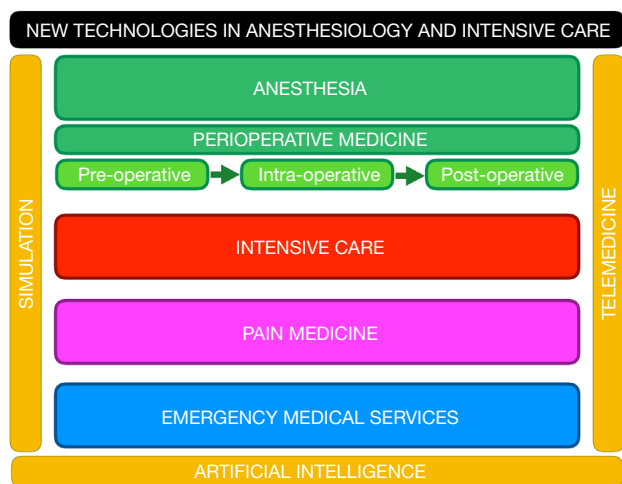 NEW TECHNOLOGIES IN ANESTHESIOLOGY AND INTENSIVE CARE
SIMULATION
ANESTHESIA
PERIOPERATIVE MEDICINE
Pre-operative
Intra-operative
Post-operative
INTENSIVE CARE
PAIN MEDICINE
EMERGENCY MEDICAL SERVICES
TELEMEDICINE
ARTIFICIAL INTELLIGENCE